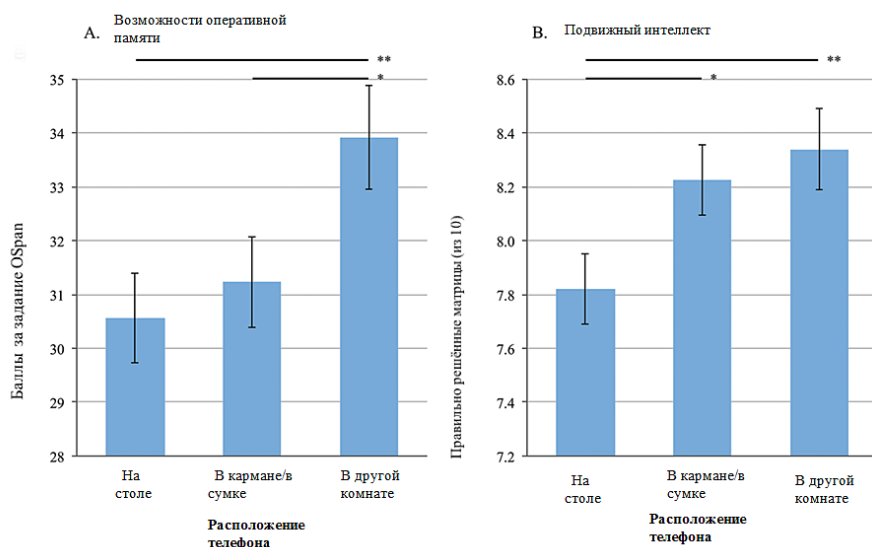 A. Возможности оперативной
памяти
**
*
Баллы за задание OSpan
35
34
33
32
31
30
29
28
На
столе
В кармане/в
сумке
В другой
комнате
Расположение
телефона
B. Подвижный интеллект
**
*
Правильно решённые матрицы (из 10)
8.6
8.4
8.2
8.0
7.8
7.6
7.4
7.2
На
столе
В кармане/в
сумке
В другой
комнате
Расположение
телефона